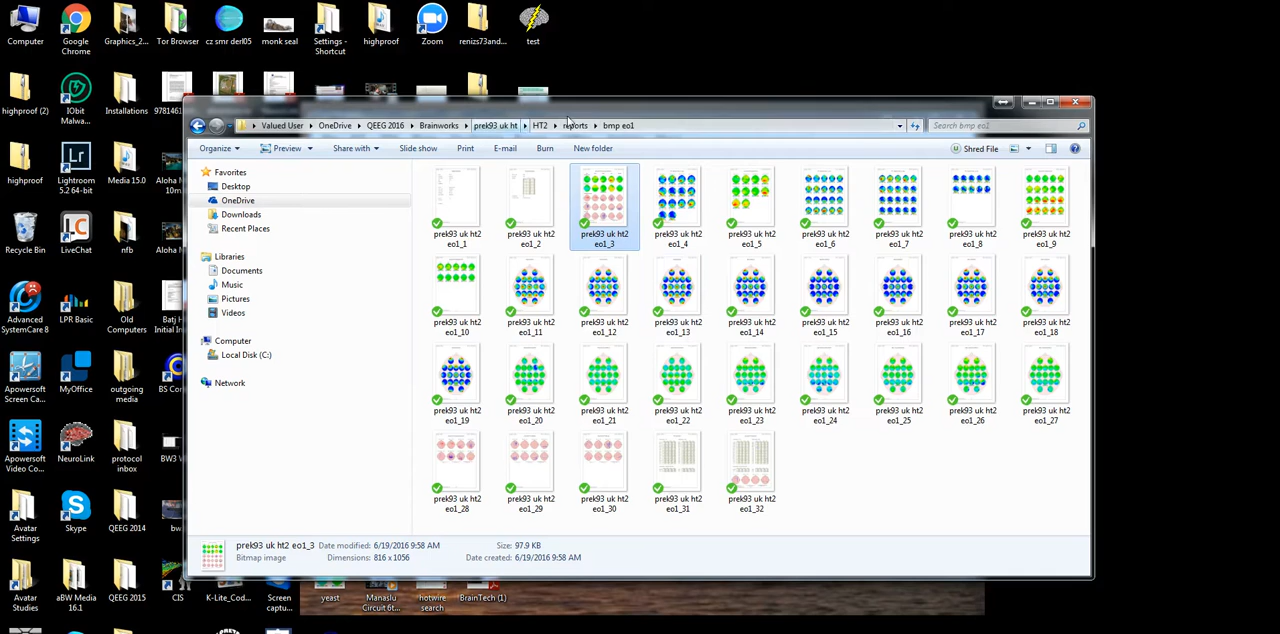 Computer
Google
Chrome
Graphics_2...
Tor Browser
cz smr derl05
monk seal
Settings -
Shortcut
highproof
Zoom
renizs73and...
test
highproof (2)
IObit
Malwa...
Installations
Valued User
OneDrive
QEEG 2016
Brainworks
prek93 uk ht
HT2
bmp eo1
Search bmp eo1
Organize
Preview
Share with
Slide show
Print
E-mail
Burn
New folder
Shred File
highproof
Lightroom
5.2 64-bit
Media 15.0
Recycle Bin
LiveChat
nfb
Advanced
SystemCare 8
LPR Basic
Old
Computers
Apowersoft
Screen Ca...
MyOffice
outgoing
media
Apowersoft
Video Co...
NeuroLink
protocol
inbox
Avatar
Settings
Skype
QEEG 2014
Avatar
Studies
aBW Media
16.1
QEEG 2015
CIS
K-Lite_Cod...
Screen
captu...
yeast
Manaslu
Circuit 6t...
hotwire
search
BrainTech (1)
Favorites
Desktop
OneDrive
Downloads
Recent Places
Libraries
Documents
Music
Pictures
Videos
Computer
Local Disk (C:)
Network
prek93 uk ht2
eo1_1
prek93 uk ht2
eo1_2
prek93 uk ht2
eo1_3
prek93 uk ht2
eo1_4
prek93 uk ht2
eo1_5
prek93 uk ht2
eo1_6
prek93 uk ht2
eo1_7
prek93 uk ht2
eo1_8
prek93 uk ht2
eo1_9
prek93 uk ht2
eo1_10
prek93 uk ht2
eo1_11
prek93 uk ht2
eo1_12
prek93 uk ht2
eo1_13
prek93 uk ht2
eo1_14
prek93 uk ht2
eo1_15
prek93 uk ht2
eo1_16
prek93 uk ht2
eo1_17
prek93 uk ht2
eo1_18
prek93 uk ht2
eo1_19
prek93 uk ht2
eo1_20
prek93 uk ht2
eo1_21
prek93 uk ht2
eo1_22
prek93 uk ht2
eo1_23
prek93 uk ht2
eo1_24
prek93 uk ht2
eo1_25
prek93 uk ht2
eo1_26
prek93 uk ht2
eo1_27
prek93 uk ht2
eo1_28
prek93 uk ht2
eo1_29
prek93 uk ht2
eo1_30
prek93 uk ht2
eo1_31
prek93 uk ht2
eo1_32
prek93 uk ht2 eo1_3 Date modified: 6/19/2016 9:58 AM Size: 97.9 KB
Bitmap image Dimensions: 816 x 1056 Date created: 6/19/2016 9:58 AM